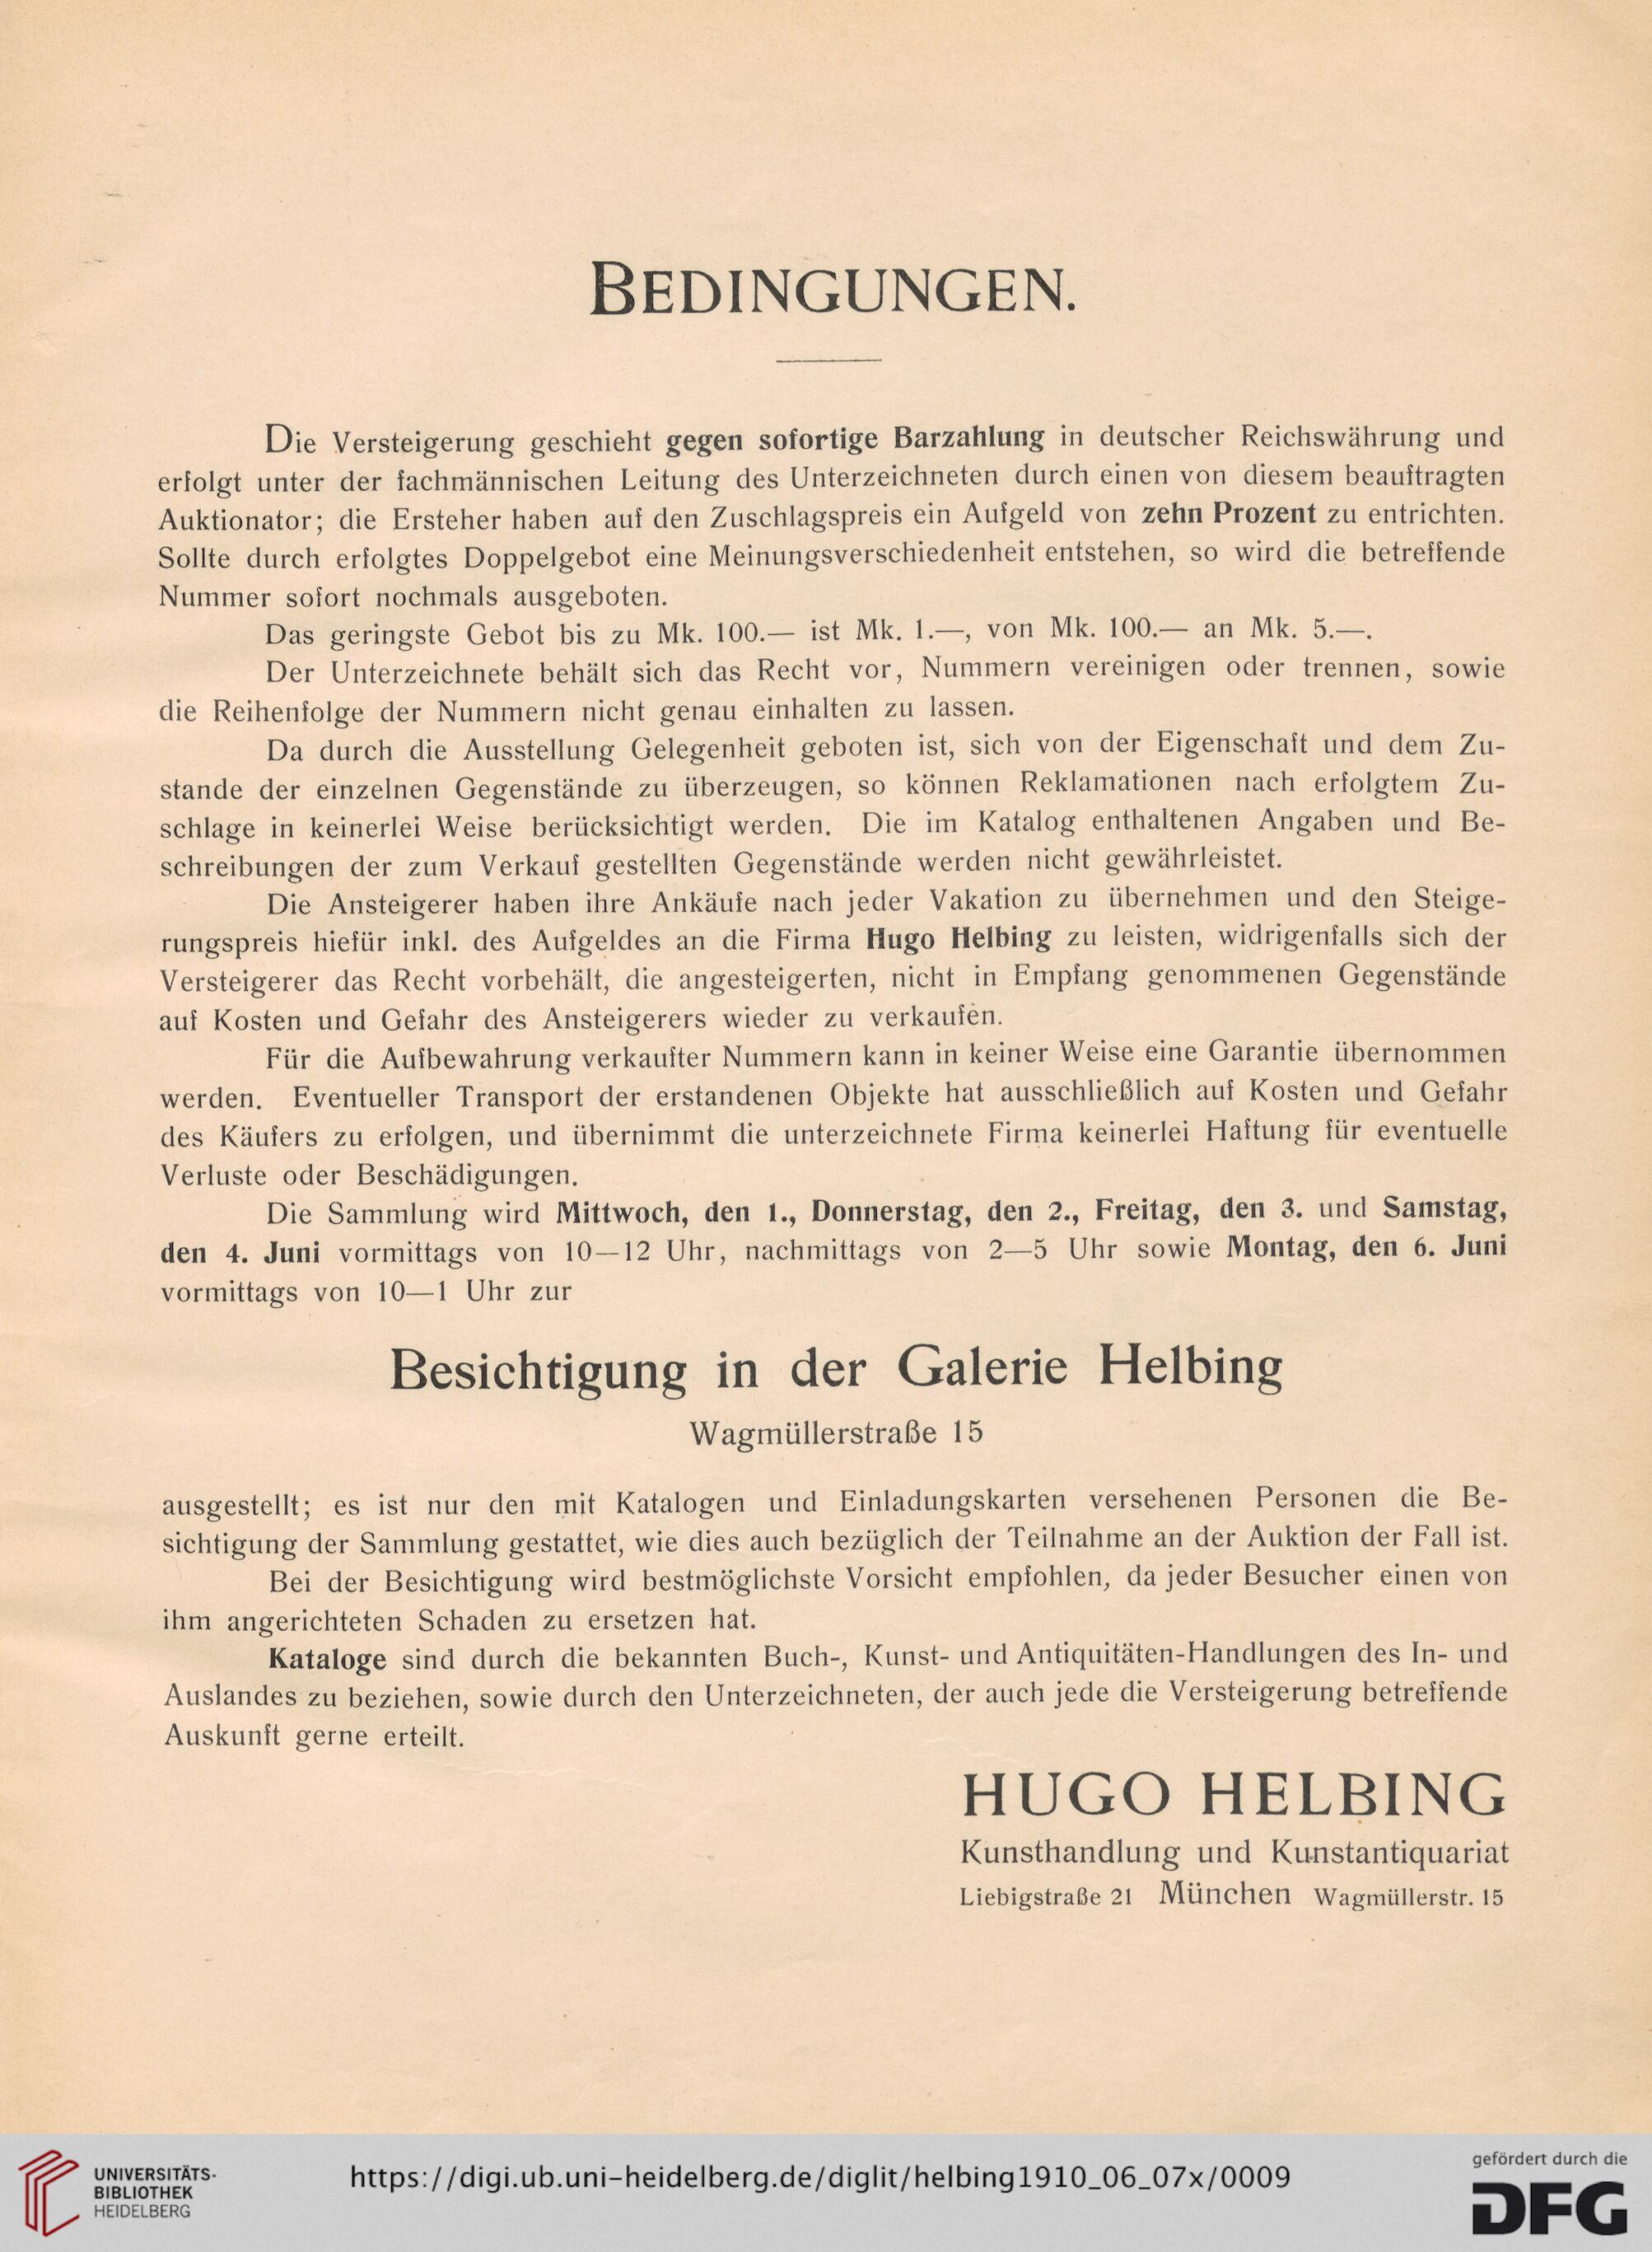 BEDINGUNGEN.
Die Versteigerung geschieht gegen sofortige Barzahlung in deutscher Reichswährung und
erfolgt unter der fachmännischen Leitung des Unterzeichneten durch einen von diesem beauftragten
Auktionator; die Ersteher haben auf den Zuschlagspreis ein Aufgeld von zehn Prozent zu entrichten.
Sollte durch erfolgtes Doppelgebot eine Meinungsverschiedenheit entstehen, so wird die betreffende
Nummer sofort nochmals ausgeboten.
Das geringste Gebot bis zu Mk. 100.— ist Mk. 1.—, von Mk. 100.— an Mk. 5.—.
Der Unterzeichnete behält sich das Recht vor, Nummern vereinigen oder trennen, sowie
die Reihenfolge der Nummern nicht genau einhalten zu lassen.
Da durch die Ausstellung Gelegenheit geboten ist, sich von der Eigenschaft und dem Zu-
stande der einzelnen Gegenstände zu überzeugen, so können Reklamationen nach erfolgtem Zu-
schlage in keinerlei Weise berücksichtigt werden. Die im Katalog enthaltenen Angaben und Be-
schreibungen der zum Verkauf gestellten Gegenstände werden nicht gewährleistet.
Die Ansteigerer haben ihre Ankäufe nach jeder Vakation zu übernehmen und den Steige-
rungspreis hiefür inkl. des Aufgeldes an die Firma Hugo Helbing zu leisten, widrigenfalls sich der
Versteigerer das Recht vorbehält, die angesteigerten, nicht in Empfang genommenen Gegenstände
auf Kosten und Gefahr des Ansteigerers wieder zu verkaufen.
Für die Aufbewahrung verkaufter Nummern kann in keiner Weise eine Garantie übernommen
werden. Eventueller Transport der erstandenen Objekte hat ausschließlich auf Kosten und Gefahr
des Käufers zu erfolgen, und übernimmt die unterzeichnete Firma keinerlei Haftung für eventuelle
Verluste oder Beschädigungen.
Die Sammlung wird Mittwoch, den 1., Donnerstag, den 2., Freitag, den 3. und Samstag,
den 4. Juni vormittags von 10—12 Uhr, nachmittags von 2—5 Uhr sowie Montag, den 6. Juni
vormittags von 10—1 Uhr zur
Besichtigung in der Galerie Helbing
Wagmüllerstraße 15
ausgestellt; es ist nur den mit Katalogen und Einladungskarten versehenen Personen die Be-
sichtigung der Sammlung gestattet, wie dies auch bezüglich der Teilnahme an der Auktion der Fall ist.
Bei der Besichtigung wird bestmöglichste Vorsicht empfohlen, da jeder Besucher einen von
ihm angerichteten Schaden zu ersetzen hat.
Kataloge sind durch die bekannten Buch-, Kunst- und Antiquitäten-Handlungen des In- und
Auslandes zu beziehen, sowie durch den Unterzeichneten, der auch jede die Versteigerung betreffende
Auskunft gerne erteilt.
HUGO HELBING
Kunsthandlung und Kunstantiquariat
Liebigstraße 21 München Wagmüllerstr. 15
UNIVERSITÄTS-
BIBLIOTHEK
HEIDELBERG
https://digi.ub.uni-heidelberg.de/diglit/helbing1910_06_07x/0009
gefördert durch die
DFG